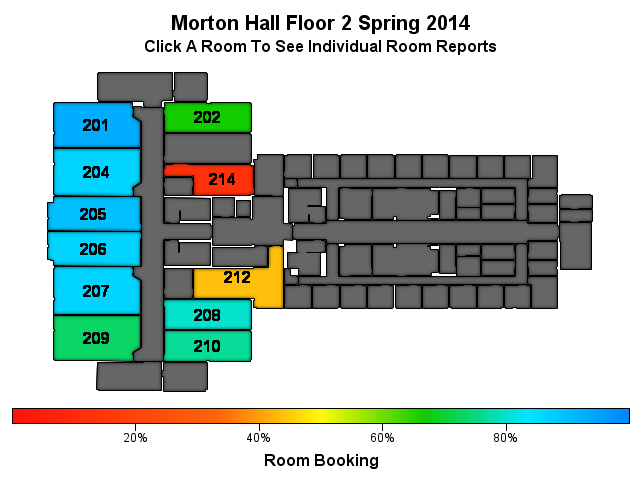 Morton Hall Floor 2 Spring 2014
Click A Room To See Individual Room Reports
201
202
204
214
205
206
212
207
208
209
210
20% 40% 60% 80%
Room Booking